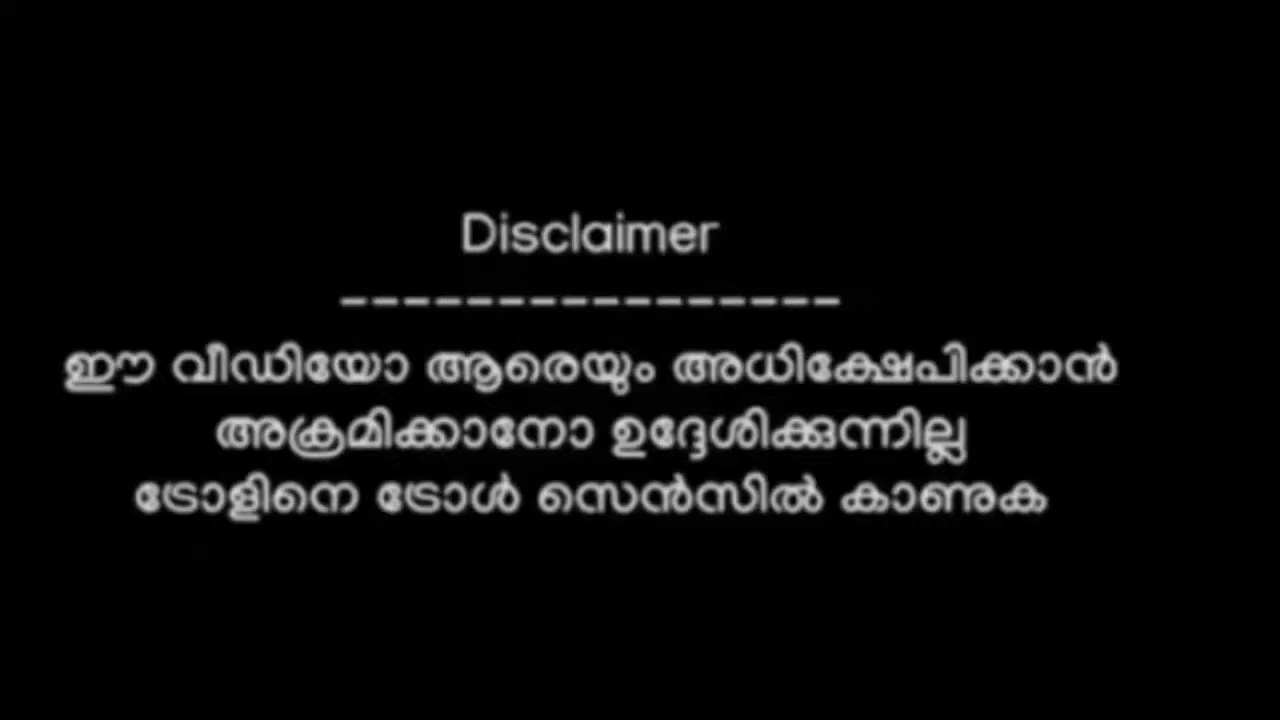 Disclaimer
-----------------
ഈ വീഡിയോ ആരെയും അധിക്ഷേപിക്കാൻ
അക്രമിക്കാനോ ഉദ്ദേശിക്കുന്നില്ല
ട്രോളിനെ ട്രോൾ സെൻസിൽ കാണുക